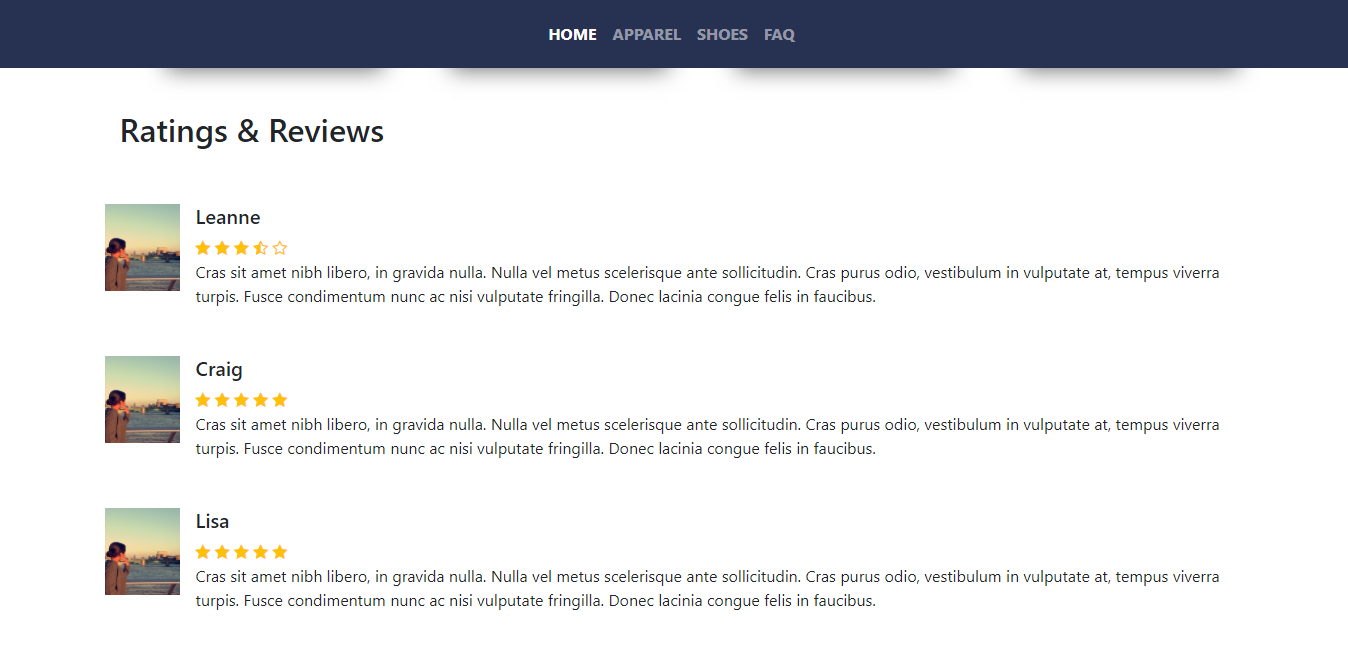 HOME APPAREL SHOES FAQ
Ratings & Reviews
Leanne
Cras sit amet nibh libero, in gravida nulla. Nulla vel metus scelerisque ante sollicitudin. Cras purus odio, vestibulum in vulputate at, tempus viverra
turpis. Fusce condimentum nunc ac nisi vulputate fringilla. Donec lacinia congue felis in faucibus.
Craig
Cras sit amet nibh libero, in gravida nulla. Nulla vel metus scelerisque ante sollicitudin. Cras purus odio, vestibulum in vulputate at, tempus viverra
turpis. Fusce condimentum nunc ac nisi vulputate fringilla. Donec lacinia congue felis in faucibus.
Lisa
Cras sit amet nibh libero, in gravida nulla. Nulla vel metus scelerisque ante sollicitudin. Cras purus odio, vestibulum in vulputate at, tempus viverra
turpis. Fusce condimentum nunc ac nisi vulputate fringilla. Donec lacinia congue felis in faucibus.